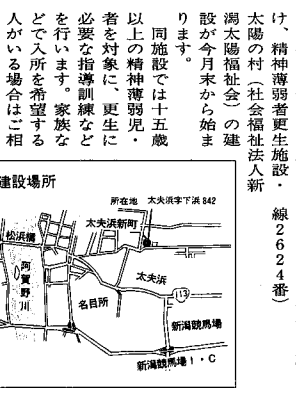 け、精神薄弱者更生施設・　線2624番）
太陽の村（社会福祉法人新
潟太陽福祉会）の建
設が今月末から始ま
ります。
同施設では十五歳
以上の精神薄弱児・
者を対象に、更生に
必要な指導訓練など
を行います。家族な
どで入所を希望する
人がいる場合はご相
建設場所
所在地　太夫浜字下浜842
太夫浜新町
松浜橋
阿賀野川
太夫浜
名目所
113
新潟競馬場
新潟競馬場I・C